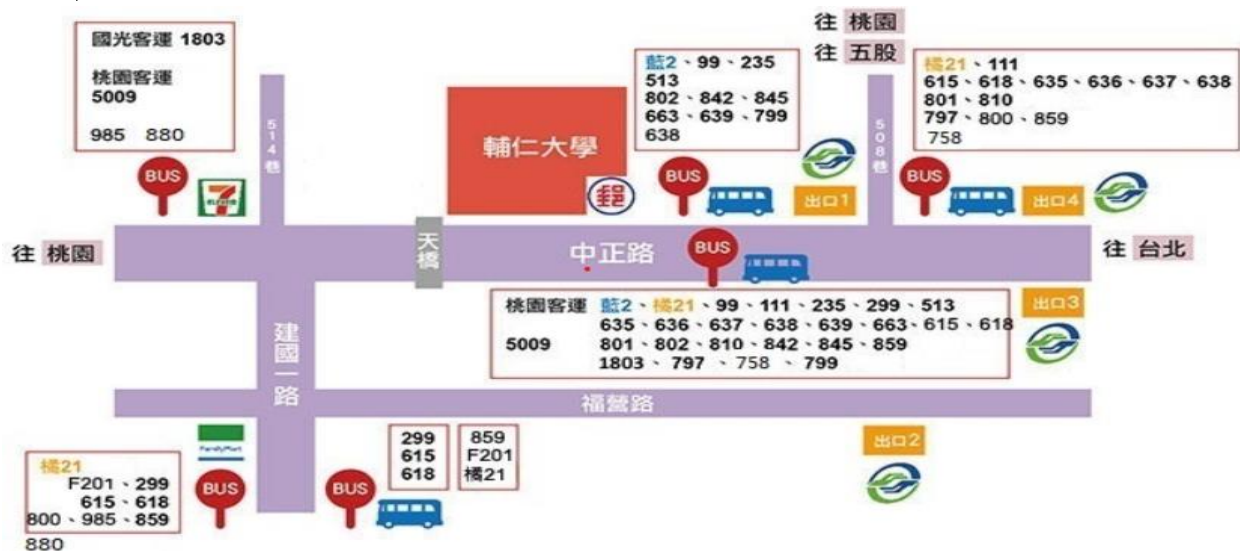 往 桃園
往 五股
國光客運 1803
桃園客運
5009
985 880
藍2、99、235
513
802、842、845
663、639、799
638
橘21、111
615、618、635、636、637、638
801、810
797、800、859
758
514巷
輔仁大學
508巷
BUS
7
ELEVEN
郵
BUS
出口1
BUS
出口4
往 桃園
天橋
中正路
BUS
往 台北
桃園客運 藍2、橘21、99、111、235、299、513
635、636、637、638、639、663、615、618
5009 801、802、810、842、845、859
1803、797、758、799
出口3
建國一路
福營路
FamilyMart
橘21
F201、299
615、618
800、985、859
880
BUS
BUS
299
615
618
859
F201
橘21
出口2